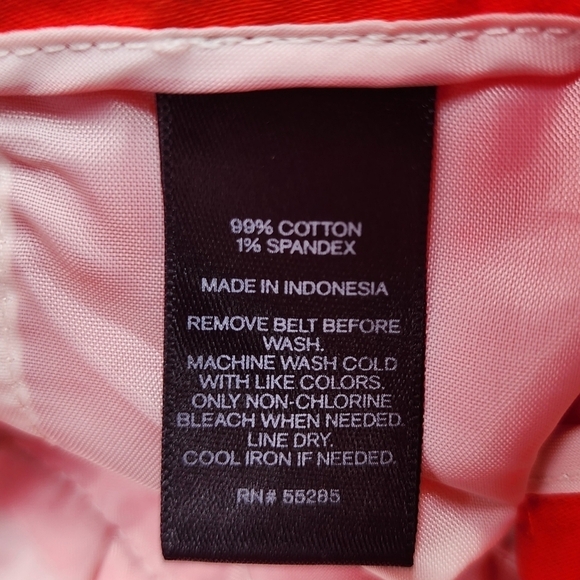 99% COTTON
1% SPANDEX
MADE IN INDONESIA
REMOVE BELT BEFORE
WASH.
MACHINE WASH COLD
WITH LIKE COLORS.
ONLY NON-CHLORINE
BLEACH WHEN NEEDED.
LINE DRY.
COOL IRON IF NEEDED.
RN# 55285